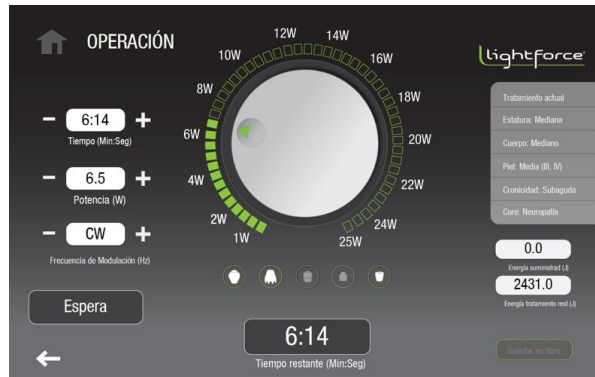 OPERACIÓN
lightforce
1W
2W
4W
6W
8W
10W
12W
14W
16W
18W
20W
22W
24W
25W
6:14
Tiempo (Min:Seg)
6.5
Potencia (W)
CW
Frecuencia de Modulación (Hz)
Espera
6:14
Tiempo restante (Min:Seg)
Tratamiento actual
Estatura: Mediana
Cuerpo: Mediano
Piel: Media (III, IV)
Cronicidad: Subaguda
Core: Neuropatía
0.0
Energía suministrad (J)
2431.0
Energía tratamiento rest (J)
Guardar en libro